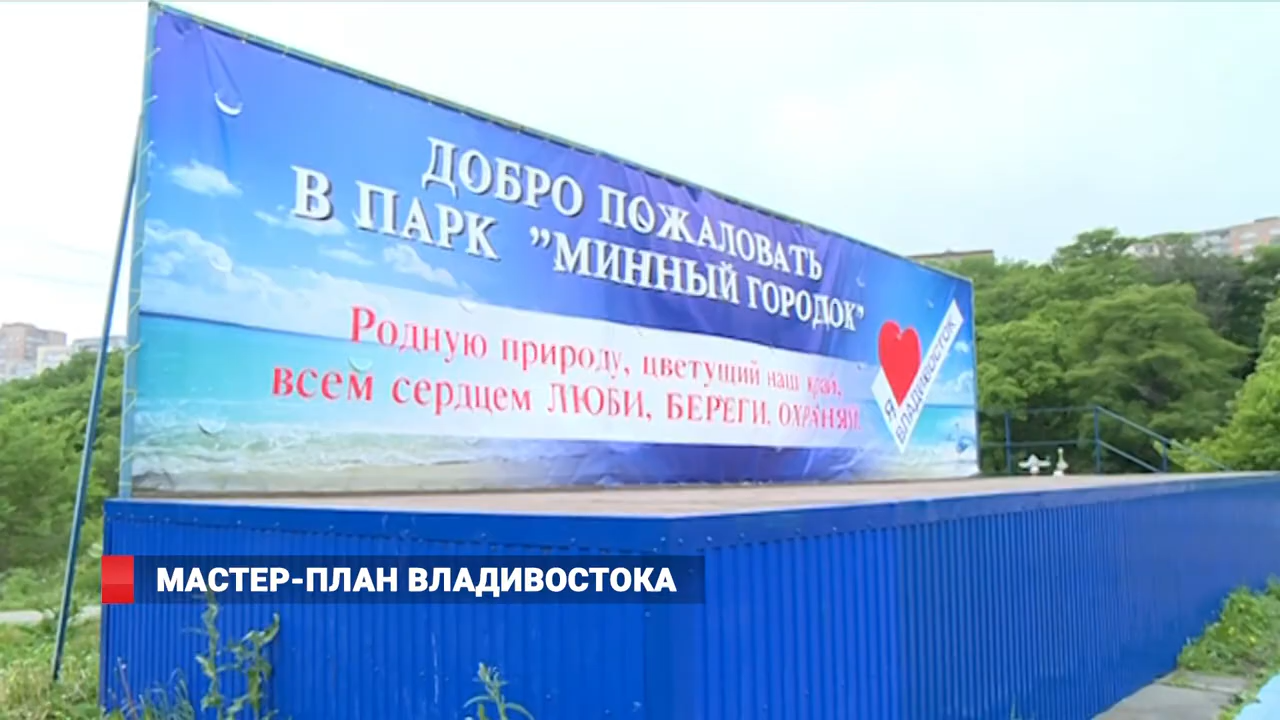 ДОБРО ПОЖАЛОВАТЬ
В ПАРК "МИННЫЙ ГОРОДОК"
Родную природу, цветущий наш край,
всем сердцем ЛЮБИ, БЕРЕГИ, ОХРАНЯЙ.
Я
ВЛАДИВОСТОК
МАСТЕР-ПЛАН ВЛАДИВОСТОКА